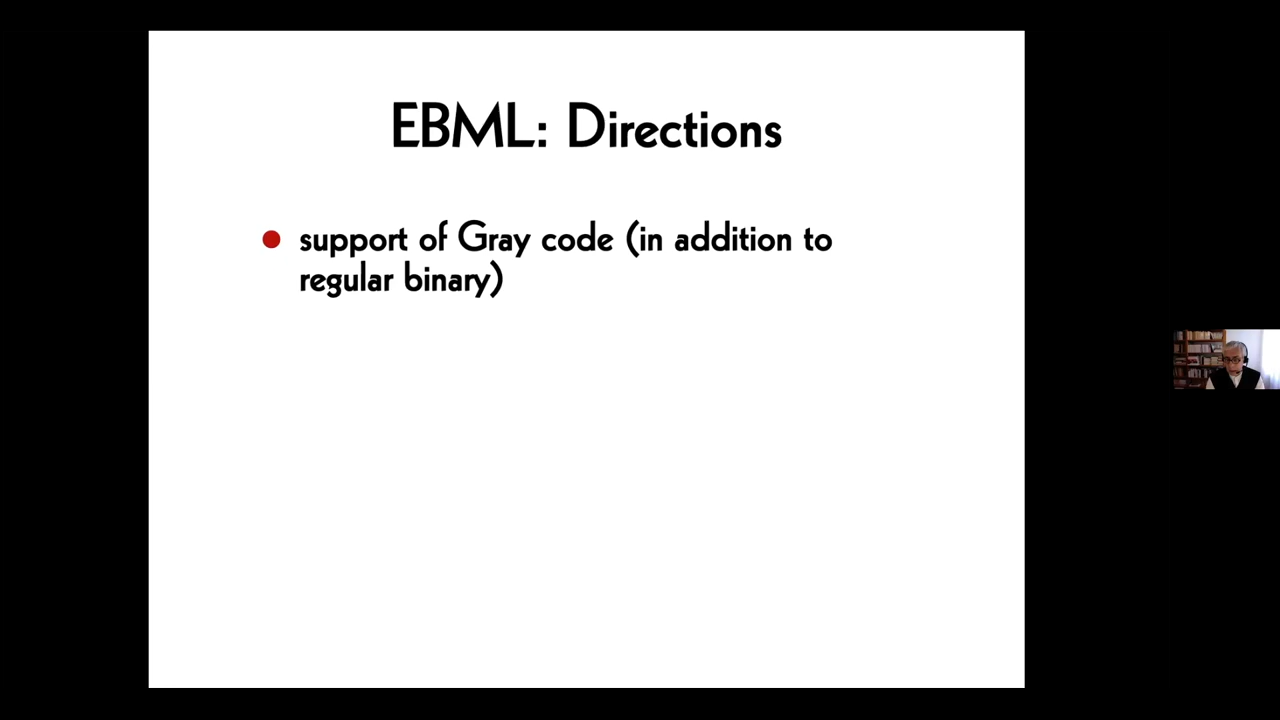 EBML: Directions
support of Gray code (in addition to
regular binary)